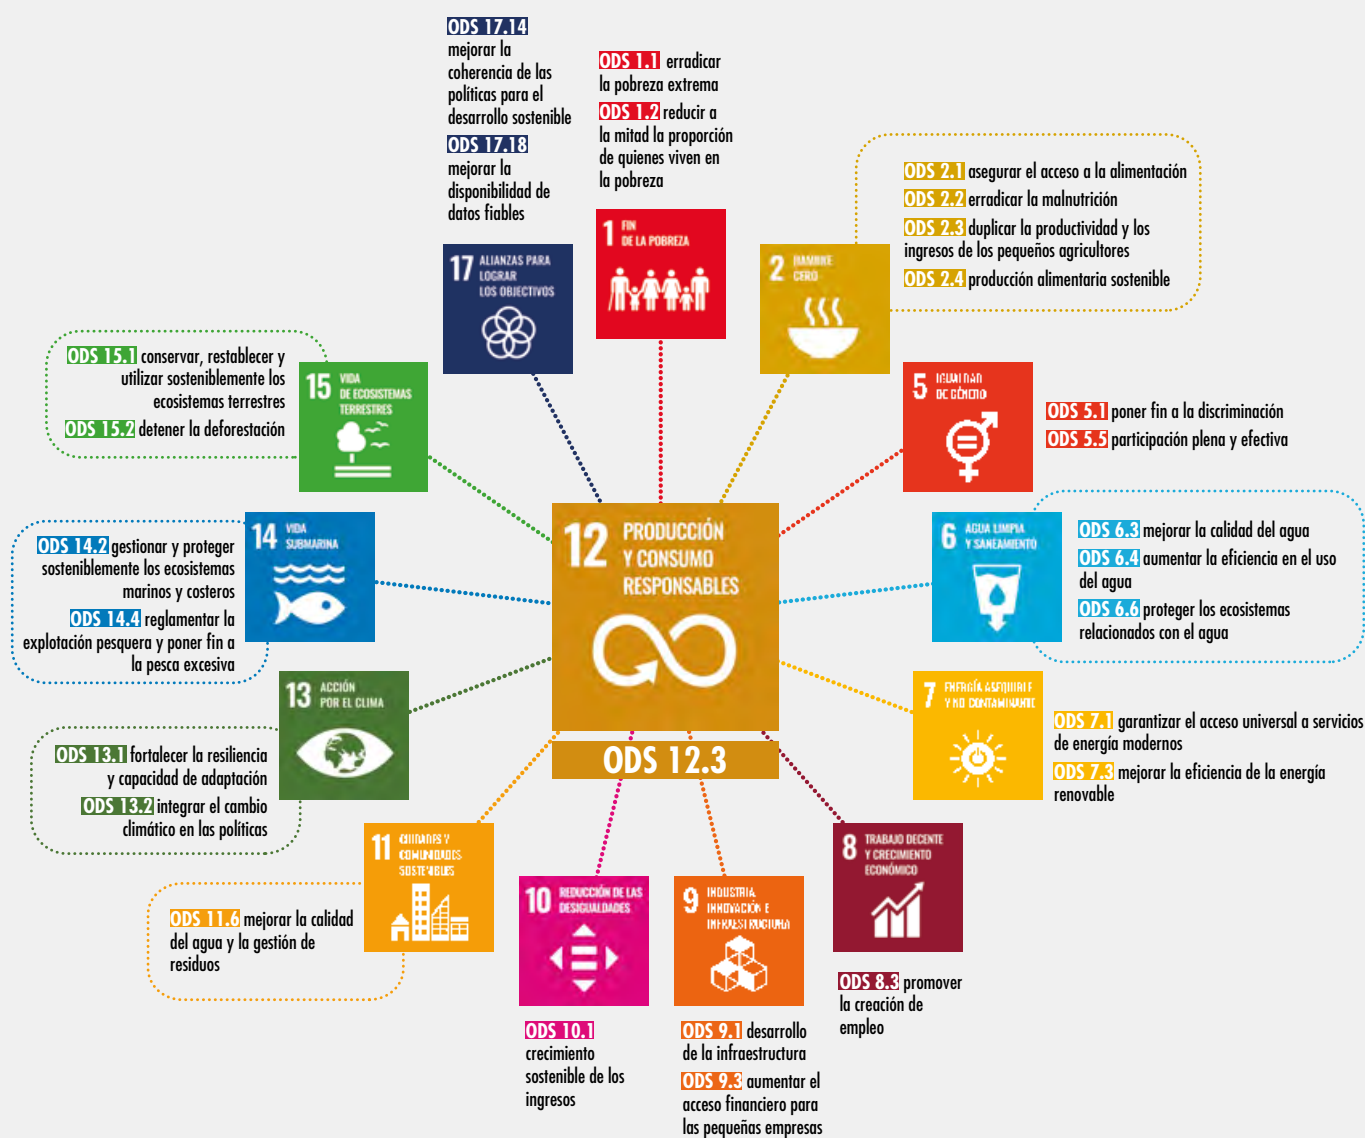 ODS 17.14
mejorar la
coherencia de las
políticas para el
desarrollo sostenible
ODS 17.18
mejorar la
disponibilidad de
datos fiables
ODS 1.1 erradicar
la pobreza extrema
ODS 1.2 reducir a
la mitad la proporción
de quienes viven en
la pobreza
ODS 2.1 asegurar el acceso a la alimentación
ODS 2.2 erradicar la malnutrición
ODS 2.3 duplicar la productividad y los
ingresos de los pequeños agricultores
ODS 2.4 producción alimentaria sostenible
17 ALIANZAS PARA
LOGRAR
LOS OBJECTIVOS
1 FIN
DE LA POBREZA
2 HAMBRE
CERO
ODS 15.1 conservar, restablecer y
utilizar sosteniblemente los
ecosistemas terrestres
ODS 15.2 detener la deforestación
15 VIDA
DE ECOSISTEMAS
TERRESTRES
5 IGUALDAD
DE GÉNERO
ODS 5.1 poner fin a la discriminación
ODS 5.5 participación plena y efectiva
12 PRODUCCIÓN
Y CONSUMO
RESPONSABLES
ODS 12.3
14 VIDA
SUBMARINA
ODS 14.2 gestionar y proteger
sosteniblemente los ecosistemas
marinos y costeros
ODS 14.4 reglamentar la
explotación pesquera y poner fin a
la pesca excesiva
6 AGUA LIMPIA
Y SANEAMIENTO
ODS 6.3 mejorar la calidad del agua
ODS 6.4 aumentar la eficiencia en el uso
del agua
ODS 6.6 proteger los ecosistemas
relacionados con el agua
13 ACCIÓN
POR EL CLIMA
ODS 13.1 fortalecer la resiliencia
y capacidad de adaptación
ODS 13.2 integrar el cambio
climático en las políticas
7 ENERGÍA ASEQUIBLE
Y NO CONTAMINANTE
ODS 7.1 garantizar el acceso universal a servicios
de energía modernos
ODS 7.3 mejorar la eficiencia de la energía
renovable
11 CIUDADES Y
COMUNIDADES
SOSTENIBLES
ODS 11.6 mejorar la calidad
del agua y la gestión de
residuos
10 REDUCCIÓN DE LAS
DESIGUALDADES
ODS 10.1
crecimiento
sostenible de los
ingresos
9 INDUSTRIA
INNOVACIÓN E
INFRAESTRUCTURA
ODS 9.1 desarrollo
de la infraestructura
ODS 9.3 aumentar el
acceso financiero para
las pequeñas empresas
8 TRABAJO DECENTE
Y CRECIMIENTO
ECONÓMICO
ODS 8.3 promover
la creación de
empleo